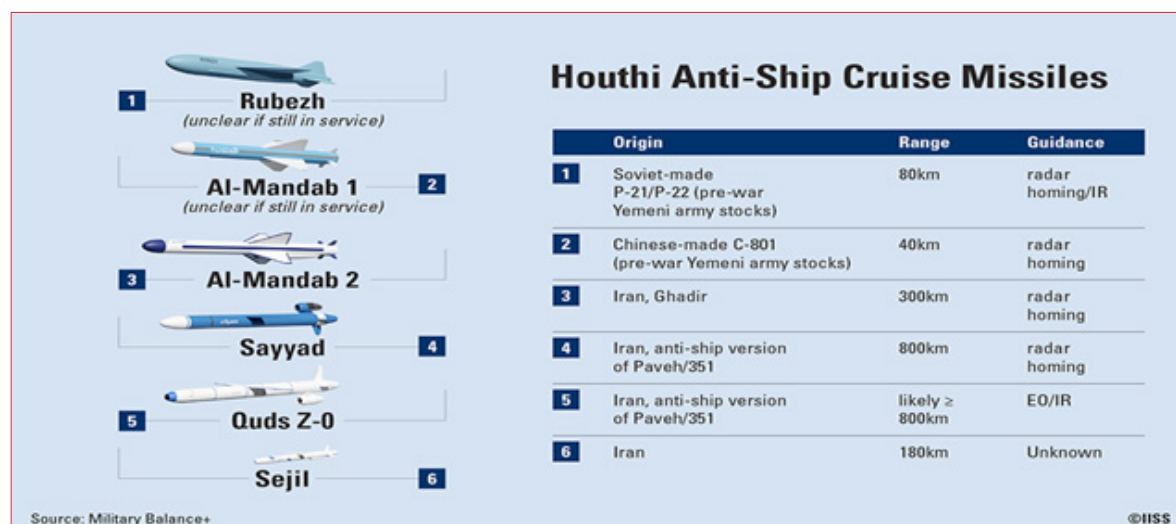 1
Rubezh
(unclear if still in service)
Al-Mandab 1
2
(unclear if still in service)
3
Al-Mandab 2
Sayyad
4
5
Quds Z-0
Sejil
6
Source: Military Balance+
Houthi Anti-Ship Cruise Missiles
Origin Range Guidance
1 Soviet-made 80km radar
P-21/P-22 (pre-war homing/IR
Yemeni army stocks)
2 Chinese-made C-801 40km radar
(pre-war Yemeni army stocks) homing
3 Iran, Ghadir 300km radar
homing
4 Iran, anti-ship version 800km radar
of Paveh/351 homing
5 Iran, anti-ship version likely ≥ EO/IR
of Paveh/351 800km
6 Iran 180km Unknown
©IISS